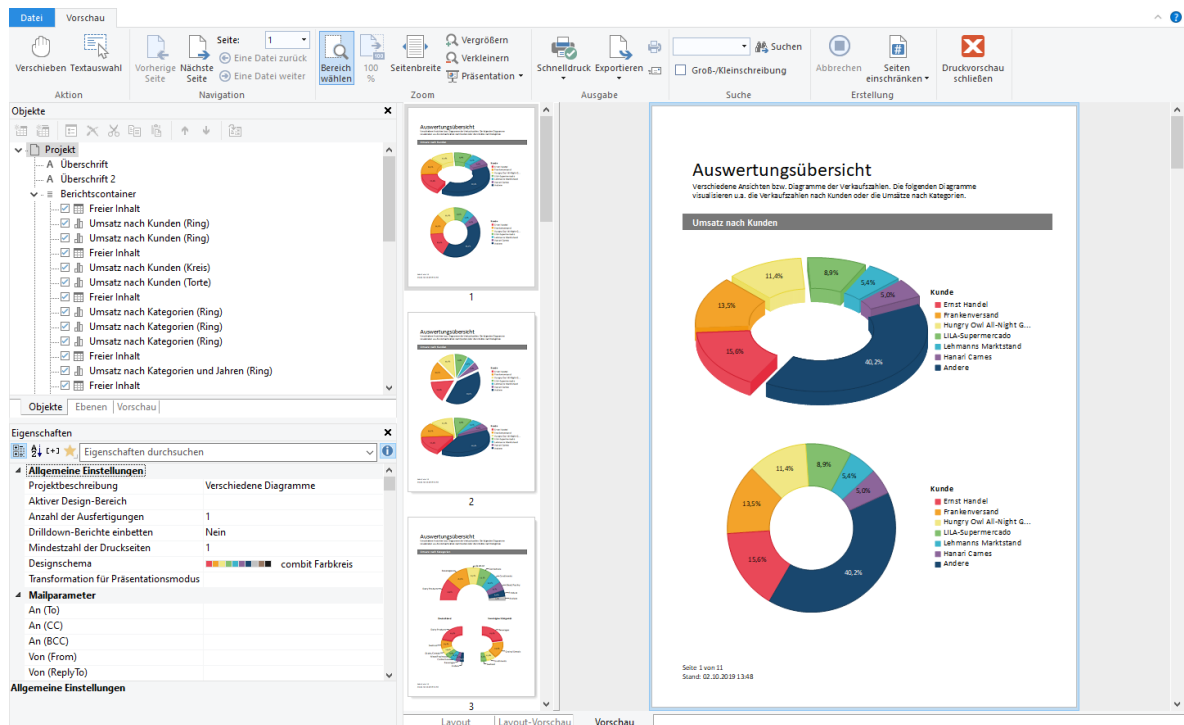 Datei Vorschau
Verschieben Textauswahl
Aktion
Vorherige Seite
Nächste Seite
Seite: 1
Eine Datei zurück
Eine Datei weiter
Navigation
Bereich wählen
100 %
Seitenbreite
Vergrößern
Verkleinern
Präsentation
Zoom
Schnelldruck Exportieren
Ausgabe
Suchen
Groß-/Kleinschreibung
Suche
Abbrechen
Seiten einschränken
Erstellung
Druckvorschau schließen
Objekte
Projekt
Überschrift
Überschrift 2
Berichtscontainer
Freier Inhalt
Umsatz nach Kunden (Ring)
Umsatz nach Kunden (Ring)
Freier Inhalt
Umsatz nach Kunden (Kreis)
Umsatz nach Kunden (Torte)
Freier Inhalt
Umsatz nach Kategorien (Ring)
Umsatz nach Kategorien (Ring)
Umsatz nach Kategorien (Ring)
Freier Inhalt
Umsatz nach Kategorien und Jahren (Ring)
Freier Inhalt
Objekte Ebenen Vorschau
Eigenschaften
Eigenschaften durchsuchen
Allgemeine Einstellungen
Projektbeschreibung Verschiedene Diagramme
Aktiver Design-Bereich
Anzahl der Ausfertigungen 1
Drilldown-Berichte einbetten Nein
Mindestzahl der Druckseiten 1
Designschema combit Farbkreis
Transformation für Präsentationsmodus
Mailparameter
An (To)
An (CC)
An (BCC)
Von (From)
Von (ReplyTo)
Allgemeine Einstellungen
Auswertungsübersicht
1
Auswertungsübersicht
2
Auswertungsübersicht
3
Auswertungsübersicht
Verschiedene Ansichten bzw. Diagramme der Verkaufszahlen. Die folgenden Diagramme
visualisieren u.a. die Verkaufszahlen nach Kunden oder die Umsätze nach Kategorien.
Umsatz nach Kunden
11,4%
8,9%
5,4%
5,0%
13,5%
15,6%
40,2%
Kunde
Ernst Handel
Frankenversand
Hungry Owl All-Night G...
LILA-Supermercado
Lehmanns Marktstand
Hanari Carnes
Andere
11,4%
8,9%
5,4%
5,0%
13,5%
15,6%
40,2%
Kunde
Ernst Handel
Frankenversand
Hungry Owl All-Night G...
LILA-Supermercado
Lehmanns Marktstand
Hanari Carnes
Andere
Seite 1 von 11
Stand: 02.10.2019 13:48
Layout Layout-Vorschau Vorschau